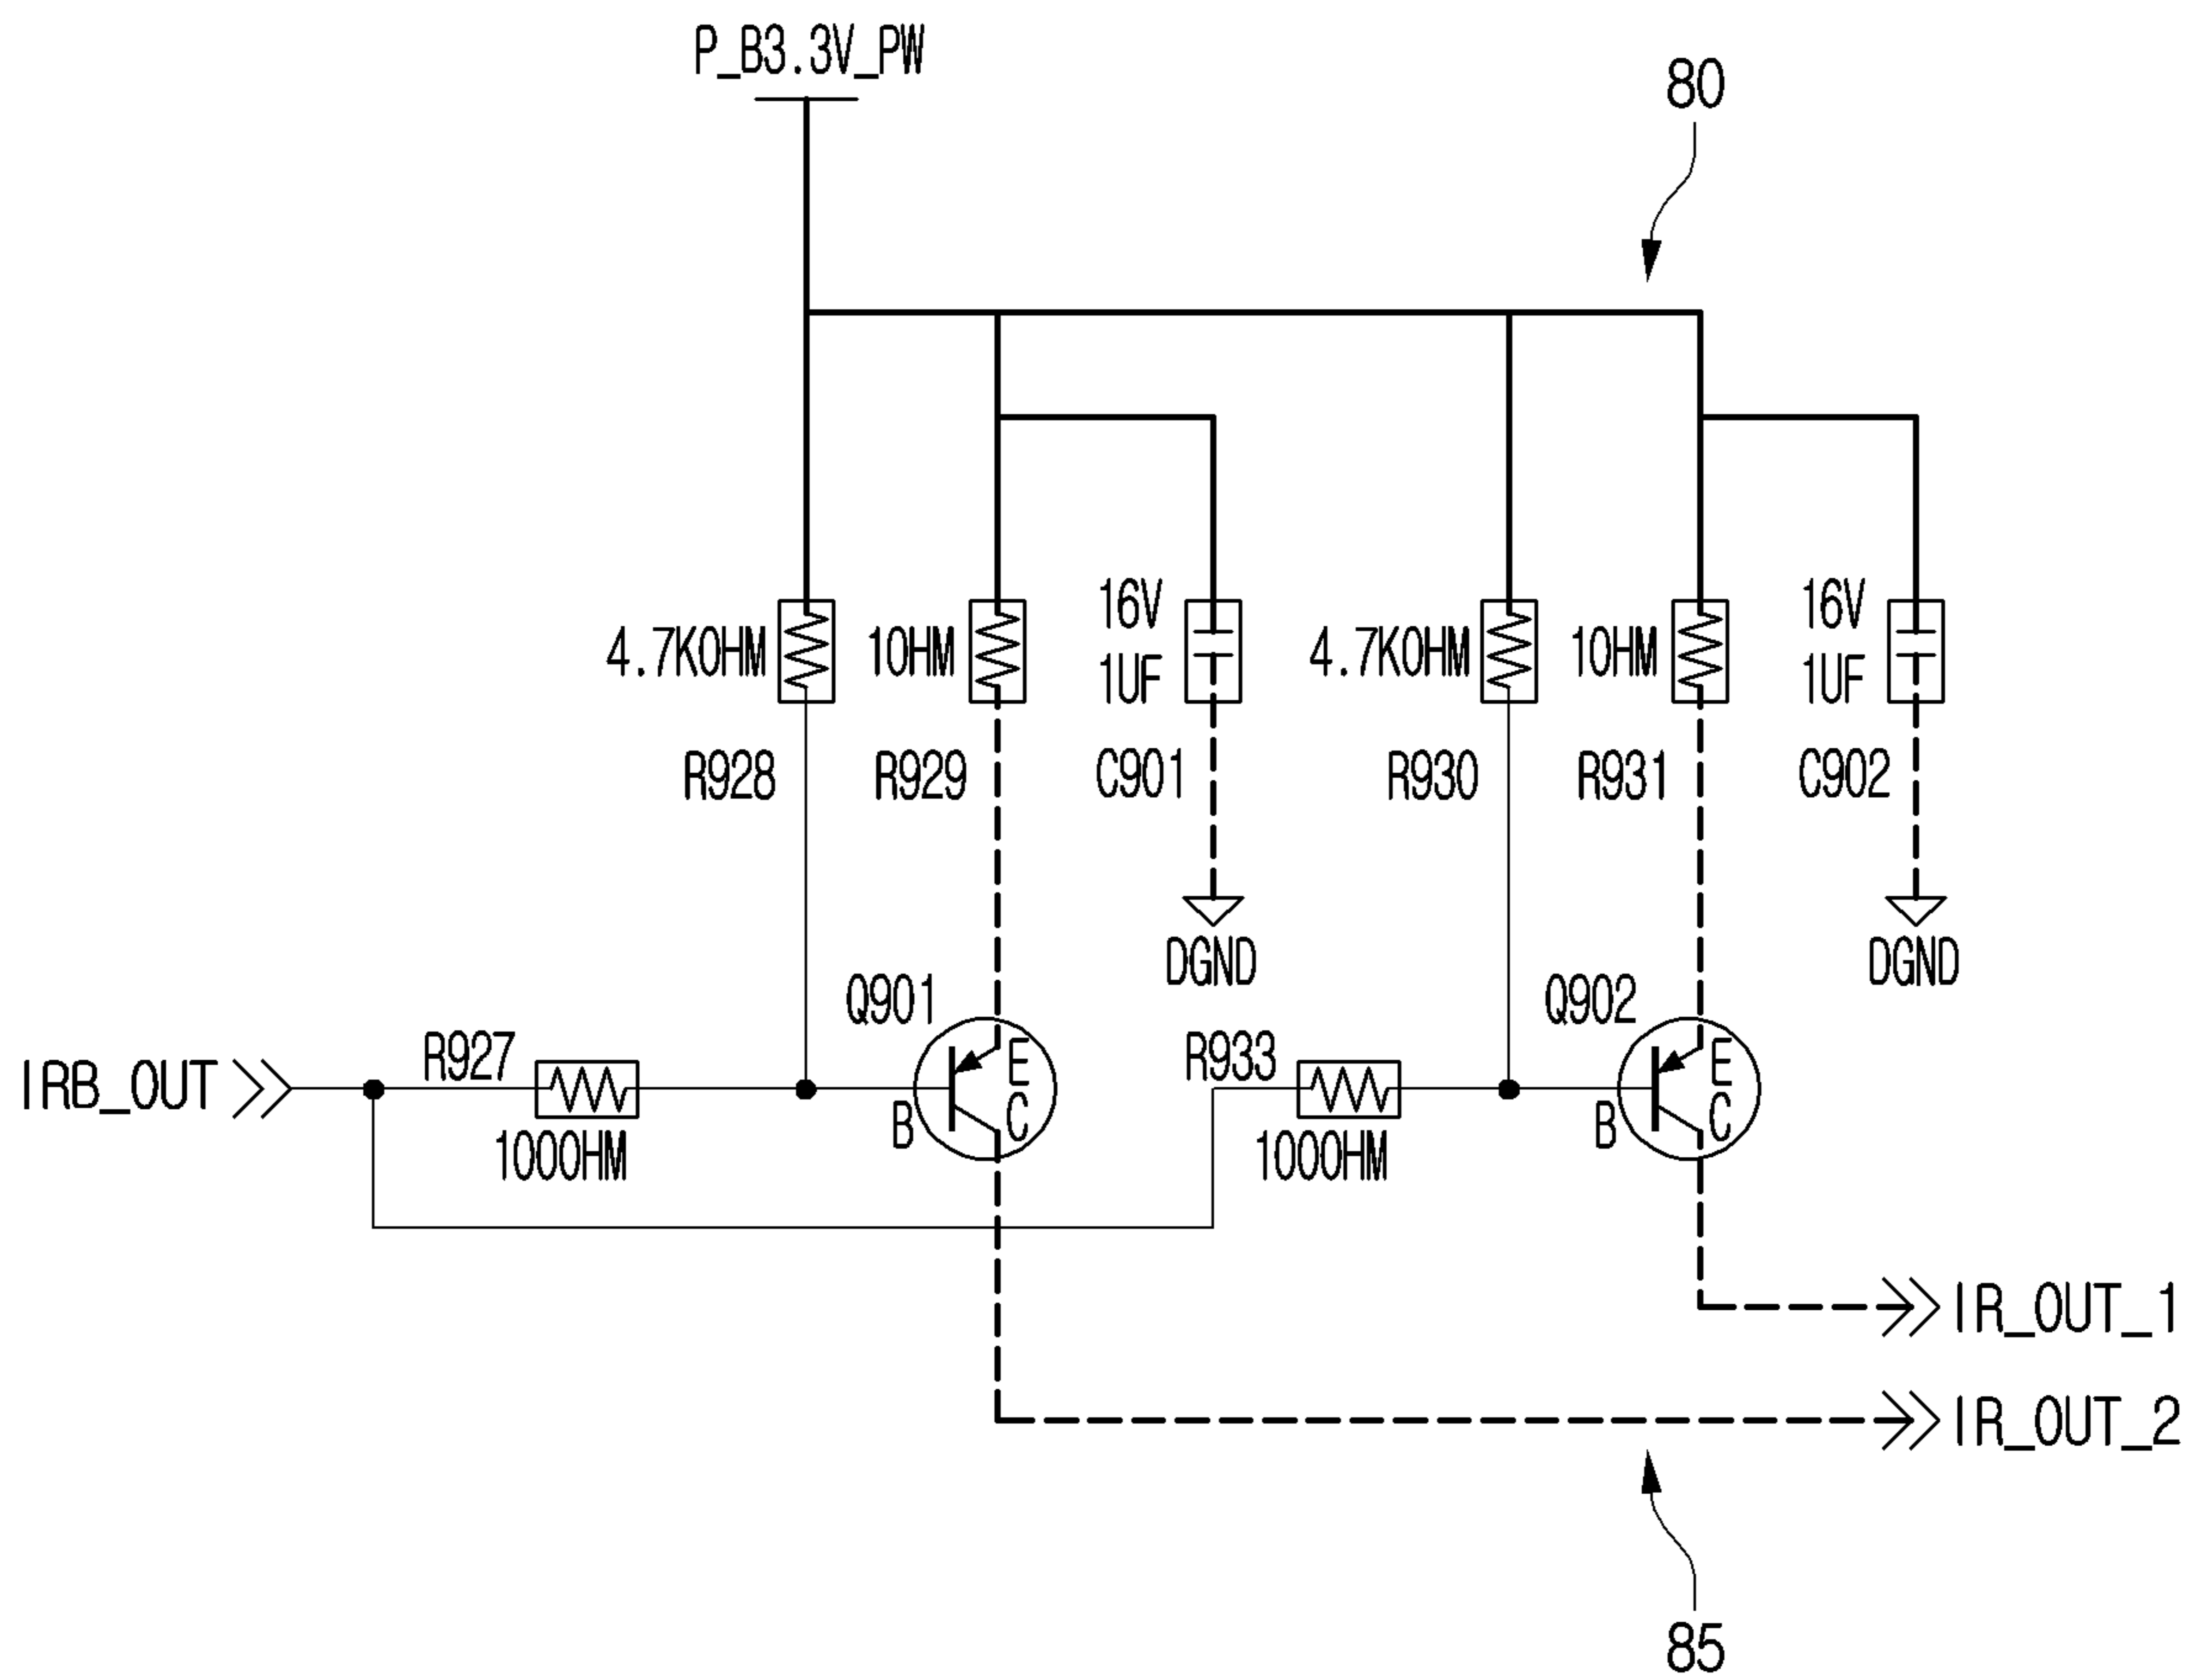 P_B3.3V_PW
80
16V
16V
4.7KOHM
1OHM
1UF
4.7KOHM
1OHM
1UF
R928
R929
C901
R930
R931
C902
DGND
DGND
Q901
Q902
IRB_OUT
R927
E
R933
E
B
C
B
C
100OHM
100OHM
IR_OUT_1
IR_OUT_2
85